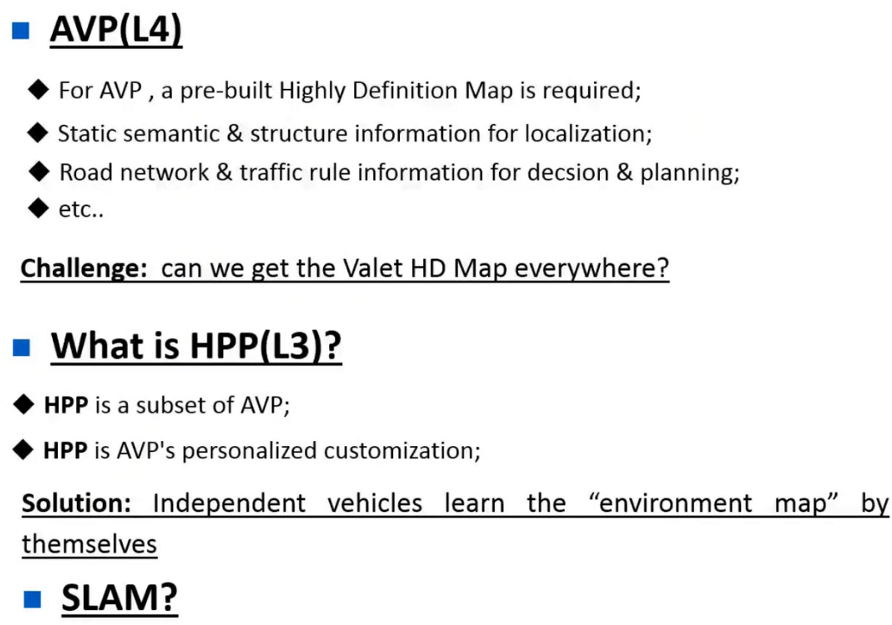 AVP(L4)
For AVP , a pre-built Highly Definition Map is required;
Static semantic & structure information for localization;
Road network & traffic rule information for decsion & planning;
etc..
Challenge: can we get the Valet HD Map everywhere?
What is HPP(L3)?
HPP is a subset of AVP;
HPP is AVP's personalized customization;
Solution: Independent vehicles learn the “environment map” by
themselves
SLAM?